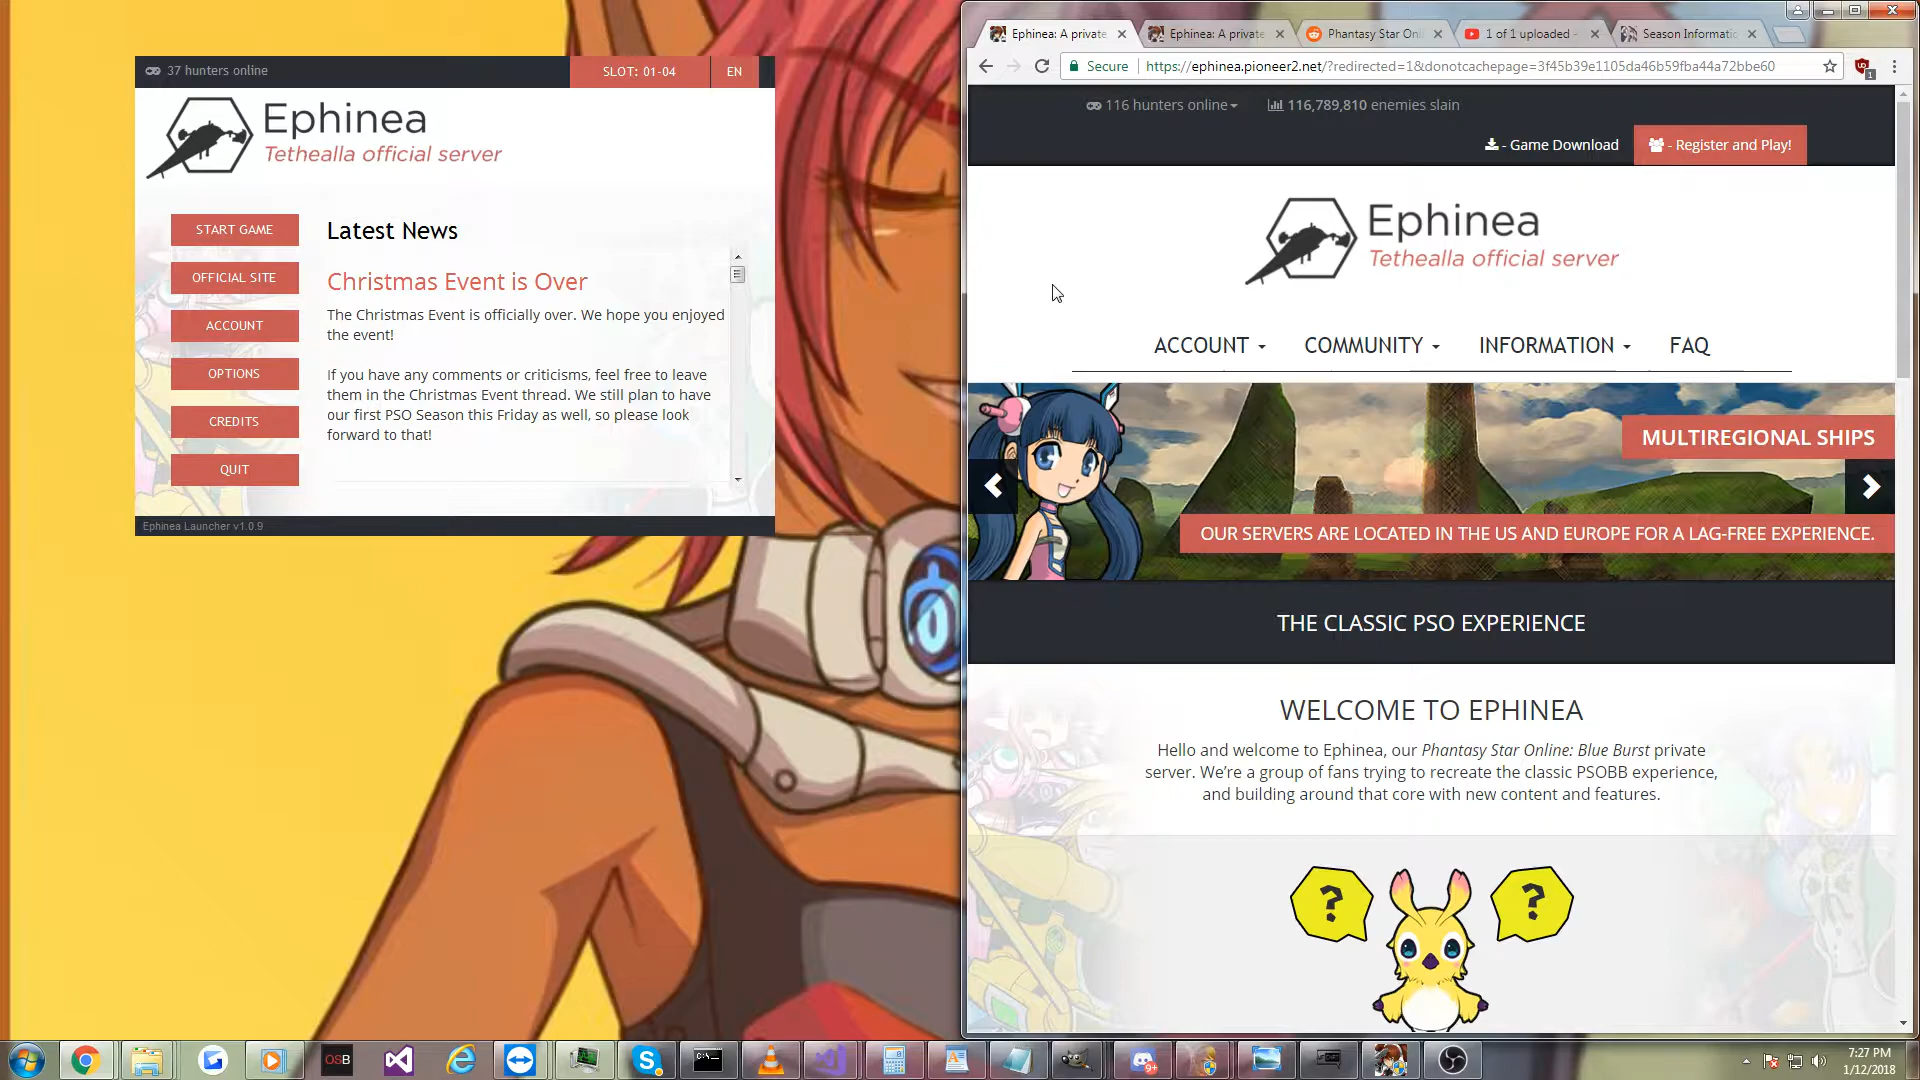 37 hunters online
SLOT: 01-04
EN
Ephinea
Tethealla official server
START GAME
OFFICIAL SITE
ACCOUNT
OPTIONS
CREDITS
QUIT
Latest News
Christmas Event is Over
The Christmas Event is officially over. We hope you enjoyed
the event!
If you have any comments or criticisms, feel free to leave
them in the Christmas Event thread. We still plan to have
our first PSO Season this Friday as well, so please look
forward to that!
Ephinea Launcher v1.0.9
Ephinea: A private
Ephinea: A private
Phantasy Star Onli
1 of 1 uploaded -
Season Informatio
Secure
https://ephinea.pioneer2.net/?redirected=1&donotcachepage=3f45b39e1105da46b59fba44a72bbe60
1
116 hunters online
116,789,810 enemies slain
- Game Download
- Register and Play!
Ephinea
Tethealla official server
ACCOUNT
COMMUNITY
INFORMATION
FAQ
MULTIREGIONAL SHIPS
OUR SERVERS ARE LOCATED IN THE US AND EUROPE FOR A LAG-FREE EXPERIENCE.
THE CLASSIC PSO EXPERIENCE
WELCOME TO EPHINEA
Hello and welcome to Ephinea, our Phantasy Star Online: Blue Burst private
server. We're a group of fans trying to recreate the classic PSOBB experience,
and building around that core with new content and features.
?
?
OSB
C:\_
9+
7:27 PM
1/12/2018